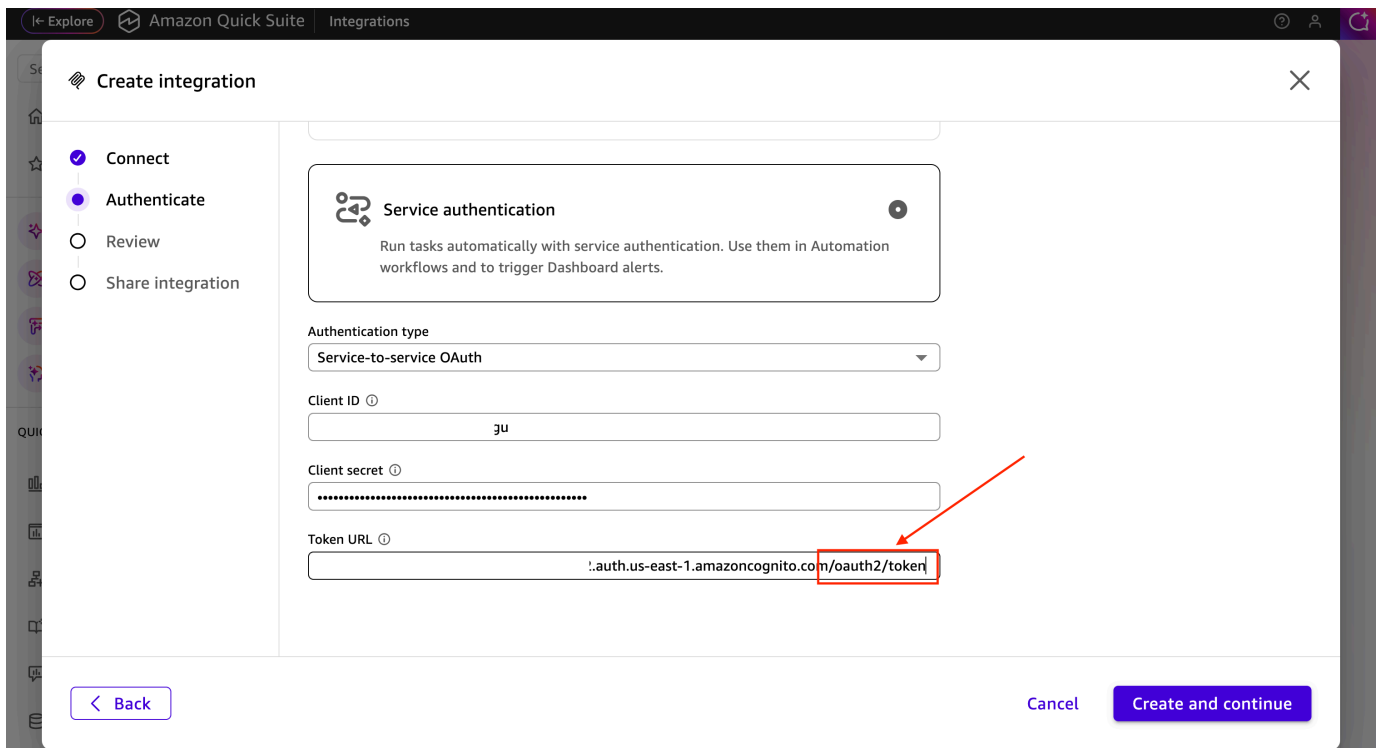 Explore
Amazon Quick Suite
Integrations
Create integration
Connect
Authenticate
Review
Share integration
Service authentication
Run tasks automatically with service authentication. Use them in Automation
workflows and to trigger Dashboard alerts.
Authentication type
Service-to-service OAuth
Client ID
gu
Client secret
Token URL
.auth.us-east-1.amazoncognito.com/oauth2/token
Back
Cancel
Create and continue